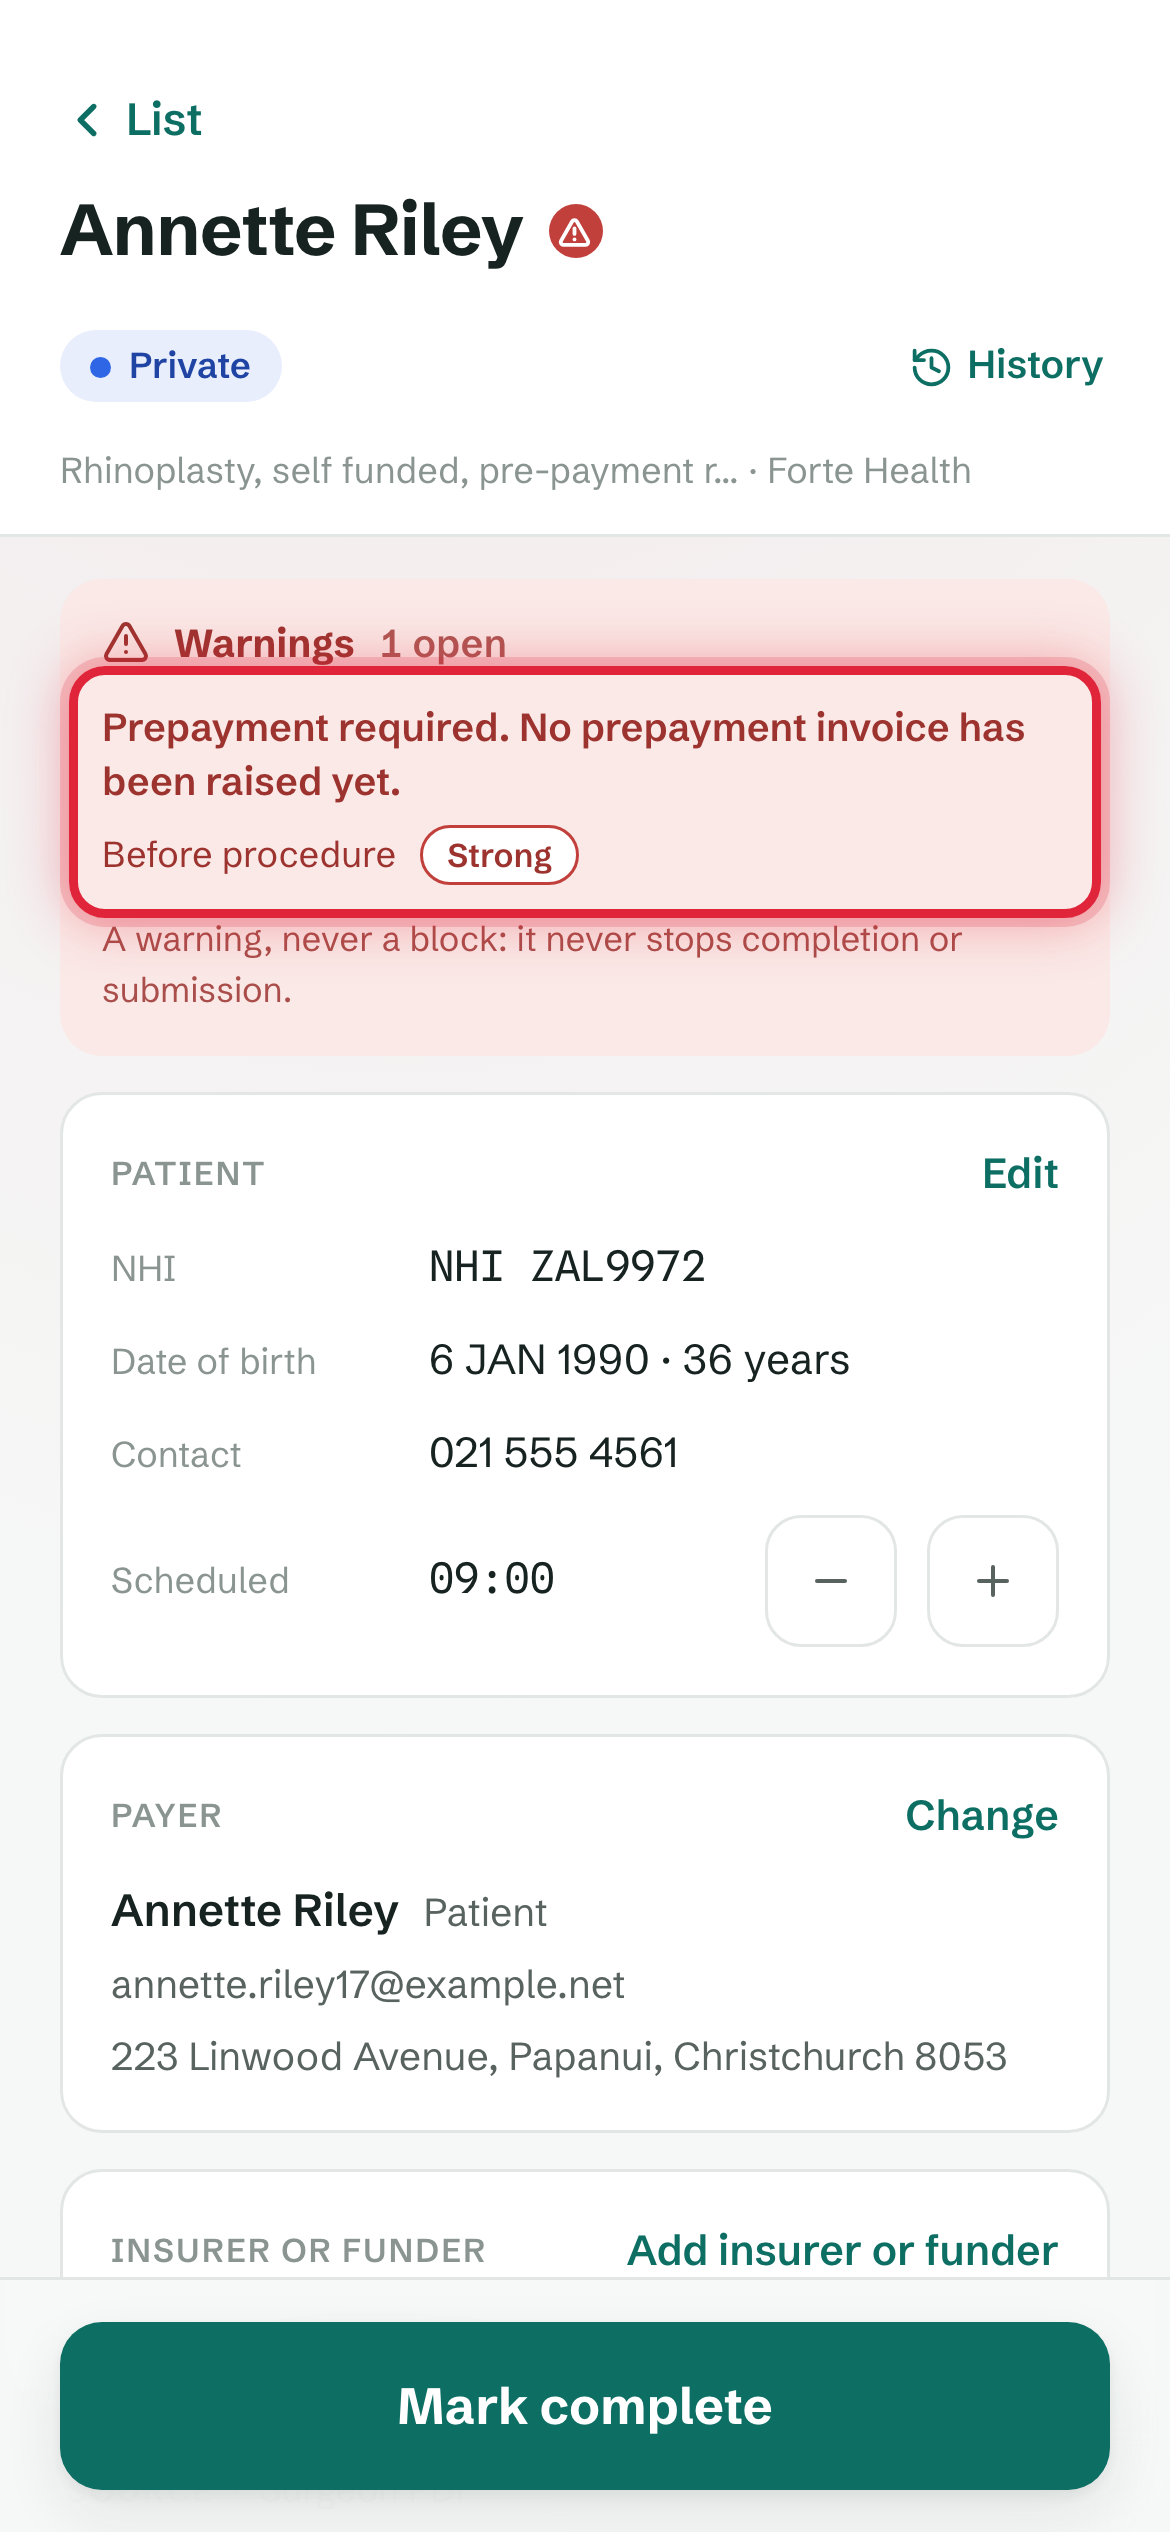 List
Annette Riley
Private
History
Rhinoplasty, self funded, pre-payment r... · Forte Health
Warnings 1 open
Prepayment required. No prepayment invoice has
been raised yet.
Before procedure Strong
A warning, never a block: it never stops completion or
submission.
PATIENT Edit
NHI NHI ZAL9972
Date of birth 6 JAN 1990 · 36 years
Contact 021 555 4561
Scheduled 09:00
PAYER Change
Annette Riley Patient
annette.riley17@example.net
223 Linwood Avenue, Papanui, Christchurch 8053
INSURER OR FUNDER Add insurer or funder
Mark complete